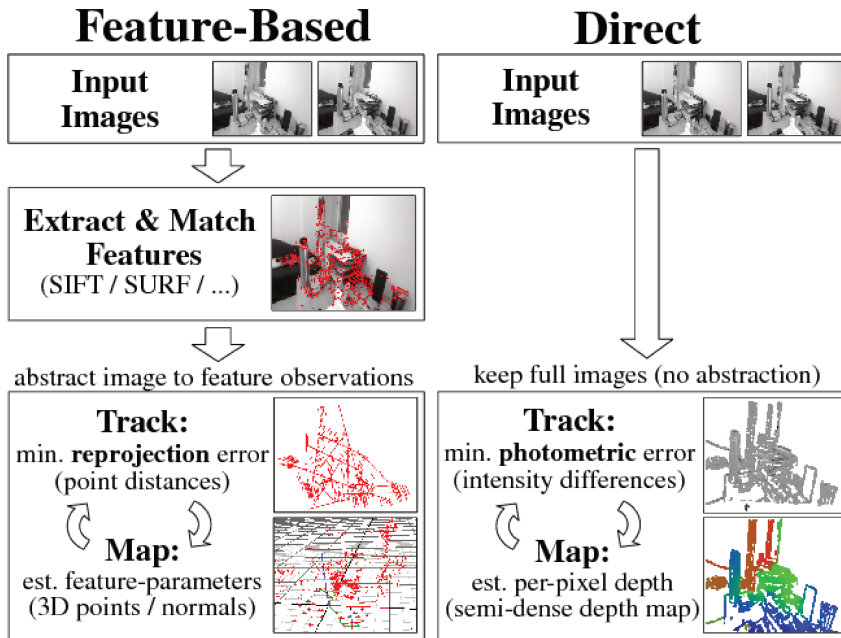 Feature-Based
Input
Images
Extract & Match
Features
(SIFT / SURF / ...)
abstract image to feature observations
Track:
min. reprojection error
(point distances)
Map:
est. feature-parameters
(3D points / normals)
Direct
Input
Images
keep full images (no abstraction)
Track:
min. photometric error
(intensity differences)
Map:
est. per-pixel depth
(semi-dense depth map)